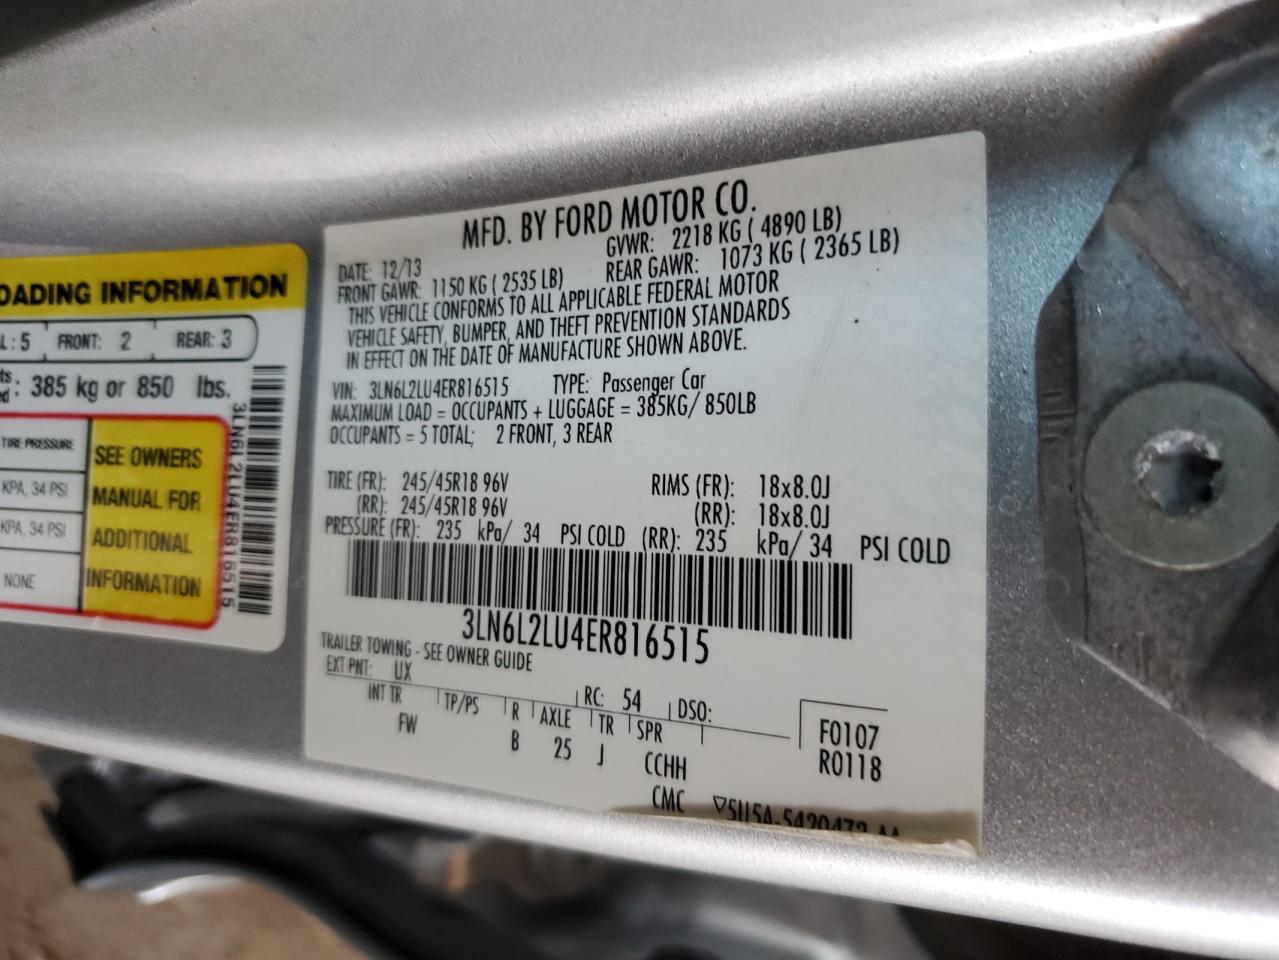 OADING INFORMATION
L: 5 FRONT: 2 REAR: 3
385 kg or 850 lbs.
TIRE PRESSURE
KPA, 34 PSI
KPA, 34 PSI
NONE
SEE OWNERS
MANUAL FOR
ADDITIONAL
INFORMATION
3LN6L2LU4ER816515
MFD. BY FORD MOTOR CO.
DATE: 12/13 GVWR: 2218 KG ( 4890 LB)
FRONT GAWR: 1150 KG ( 2535 LB) REAR GAWR: 1073 KG ( 2365 LB)
THIS VEHICLE CONFORMS TO ALL APPLICABLE FEDERAL MOTOR
VEHICLE SAFETY, BUMPER, AND THEFT PREVENTION STANDARDS
IN EFFECT ON THE DATE OF MANUFACTURE SHOWN ABOVE.
VIN: 3LN6L2LU4ER816515 TYPE: Passenger Car
MAXIMUM LOAD = OCCUPANTS + LUGGAGE = 385KG/ 850LB
OCCUPANTS = 5 TOTAL; 2 FRONT, 3 REAR
TIRE (FR): 245/45R18 96V RIMS (FR): 18x8.0J
(RR): 245/45R18 96V (RR): 18x8.0J
PRESSURE (FR): 235 kPa/ 34 PSI COLD (RR): 235 kPa/ 34 PSI COLD
3LN6L2LU4ER816515
TRAILER TOWING - SEE OWNER GUIDE
EXT PNT: UX RC: 54 DSO:
INT TR TP/PS R AXLE TR SPR
FW B 25 J CCHH
F0107
R0118
CMC